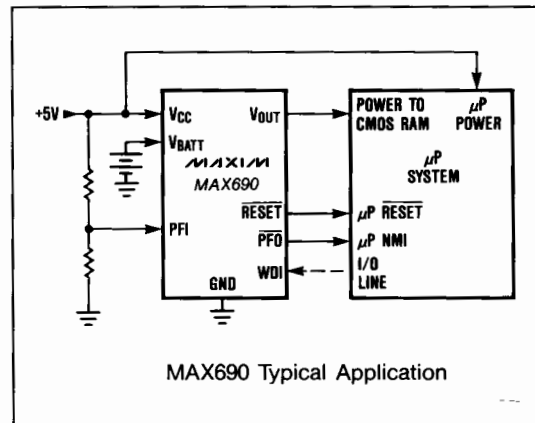 +5V
VCC
VBATT
MAXIM
MAX690
PFI
GND
VOUT
RESET
PFO
WDI
POWER TO
CMOS RAM
μP
POWER
μP
SYSTEM
μP RESET
μP NMI
I/O
LINE
MAX690 Typical Application